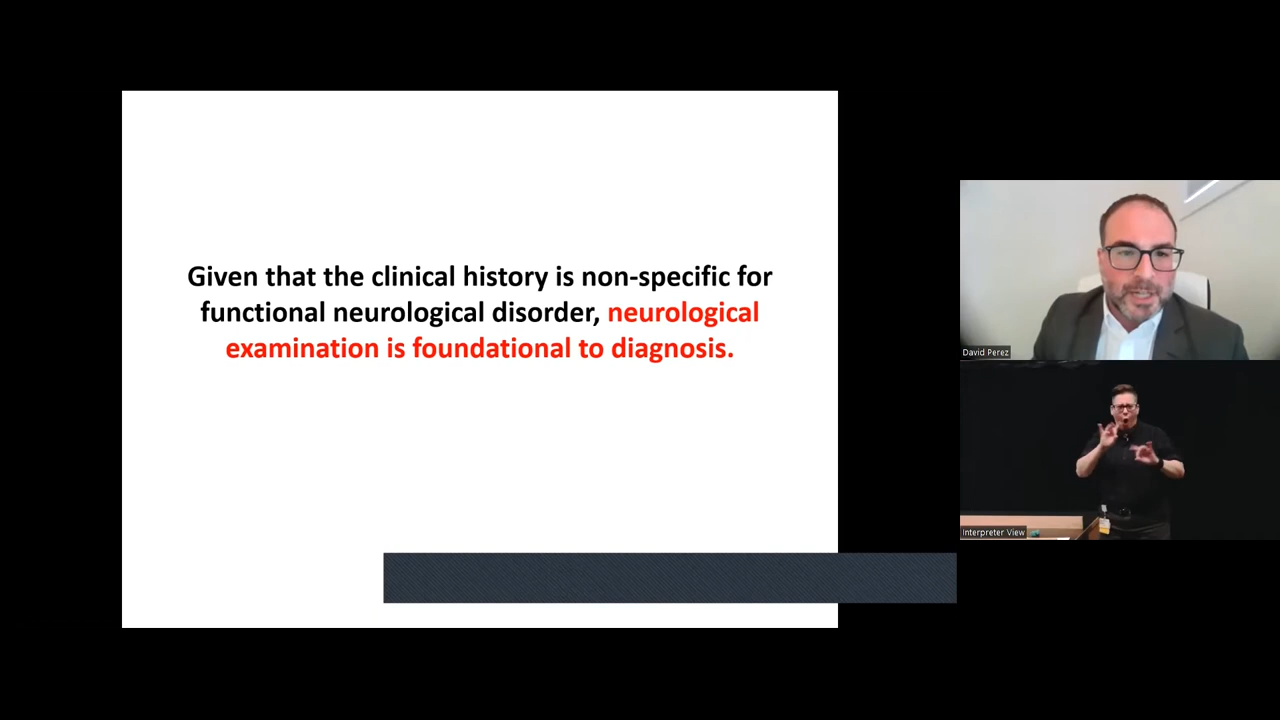 Given that the clinical history is non-specific for
functional neurological disorder, neurological
examination is foundational to diagnosis.
David Perez
Interpreter View